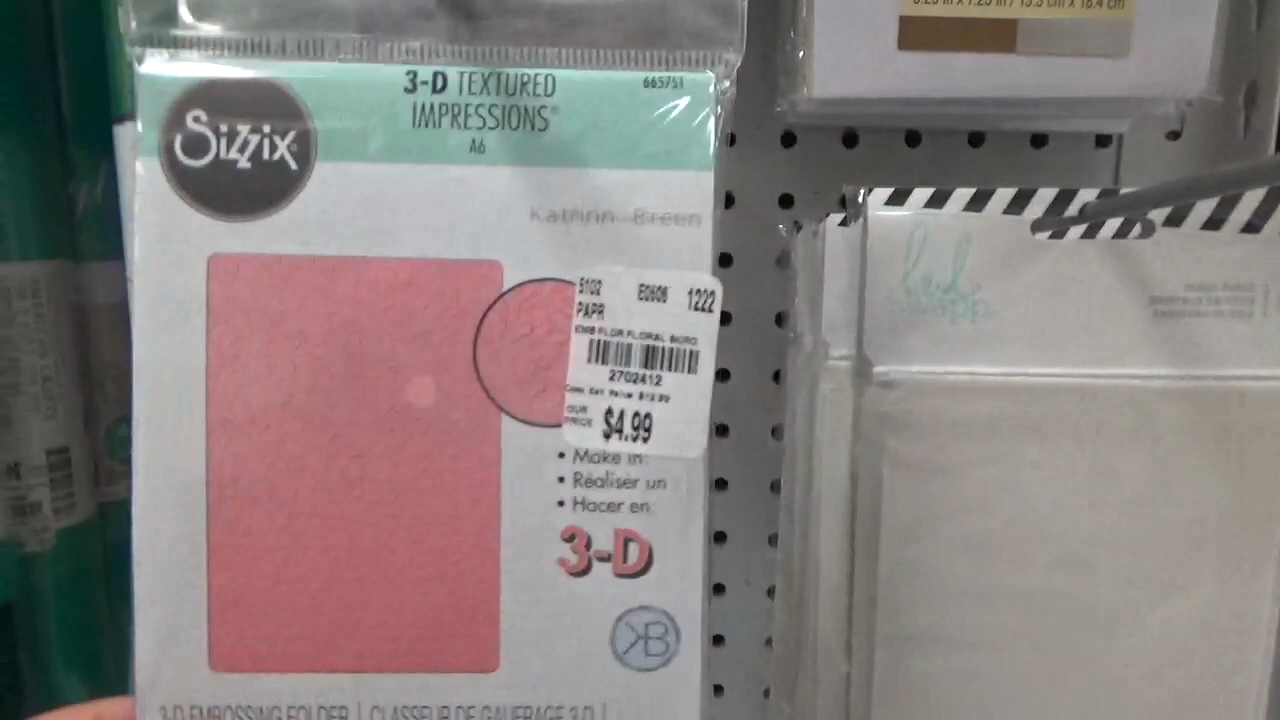 3-D TEXTURED
IMPRESSIONS®
A6
665751
Sizzix
Katrina Breen
5102 E0606 1222
PAPR
EMB FLDR FLORAL BORD
2702412
OUR PRICE $4.99
• Make in:
• Réaliser un
• Hacer en:
3-D
KB
3-D EMBOSSING FOLDER | CLASSEUR DE GAUFRAGE 3-D |